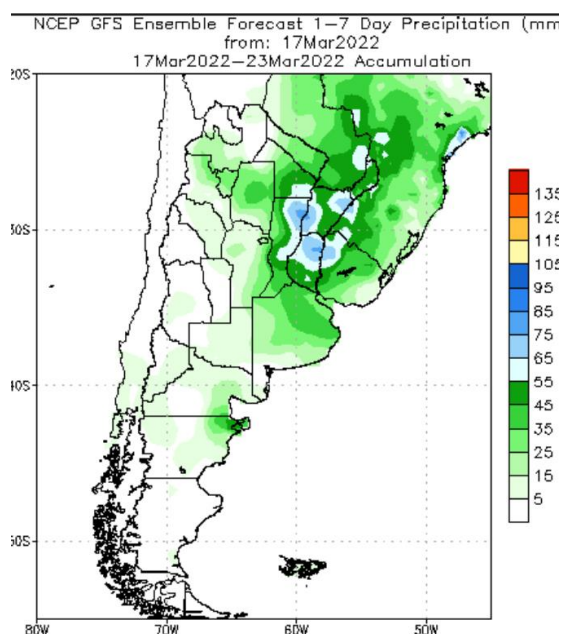 NCEP GFS Ensemble Forecast 1–7 Day Precipitation (mm
from: 17Mar2022
17Mar2022–23Mar2022 Accumulation
20S
30S
40S
50S
80W
70W
60W
50W
135
125
115
105
95
85
75
65
55
45
35
25
15
5